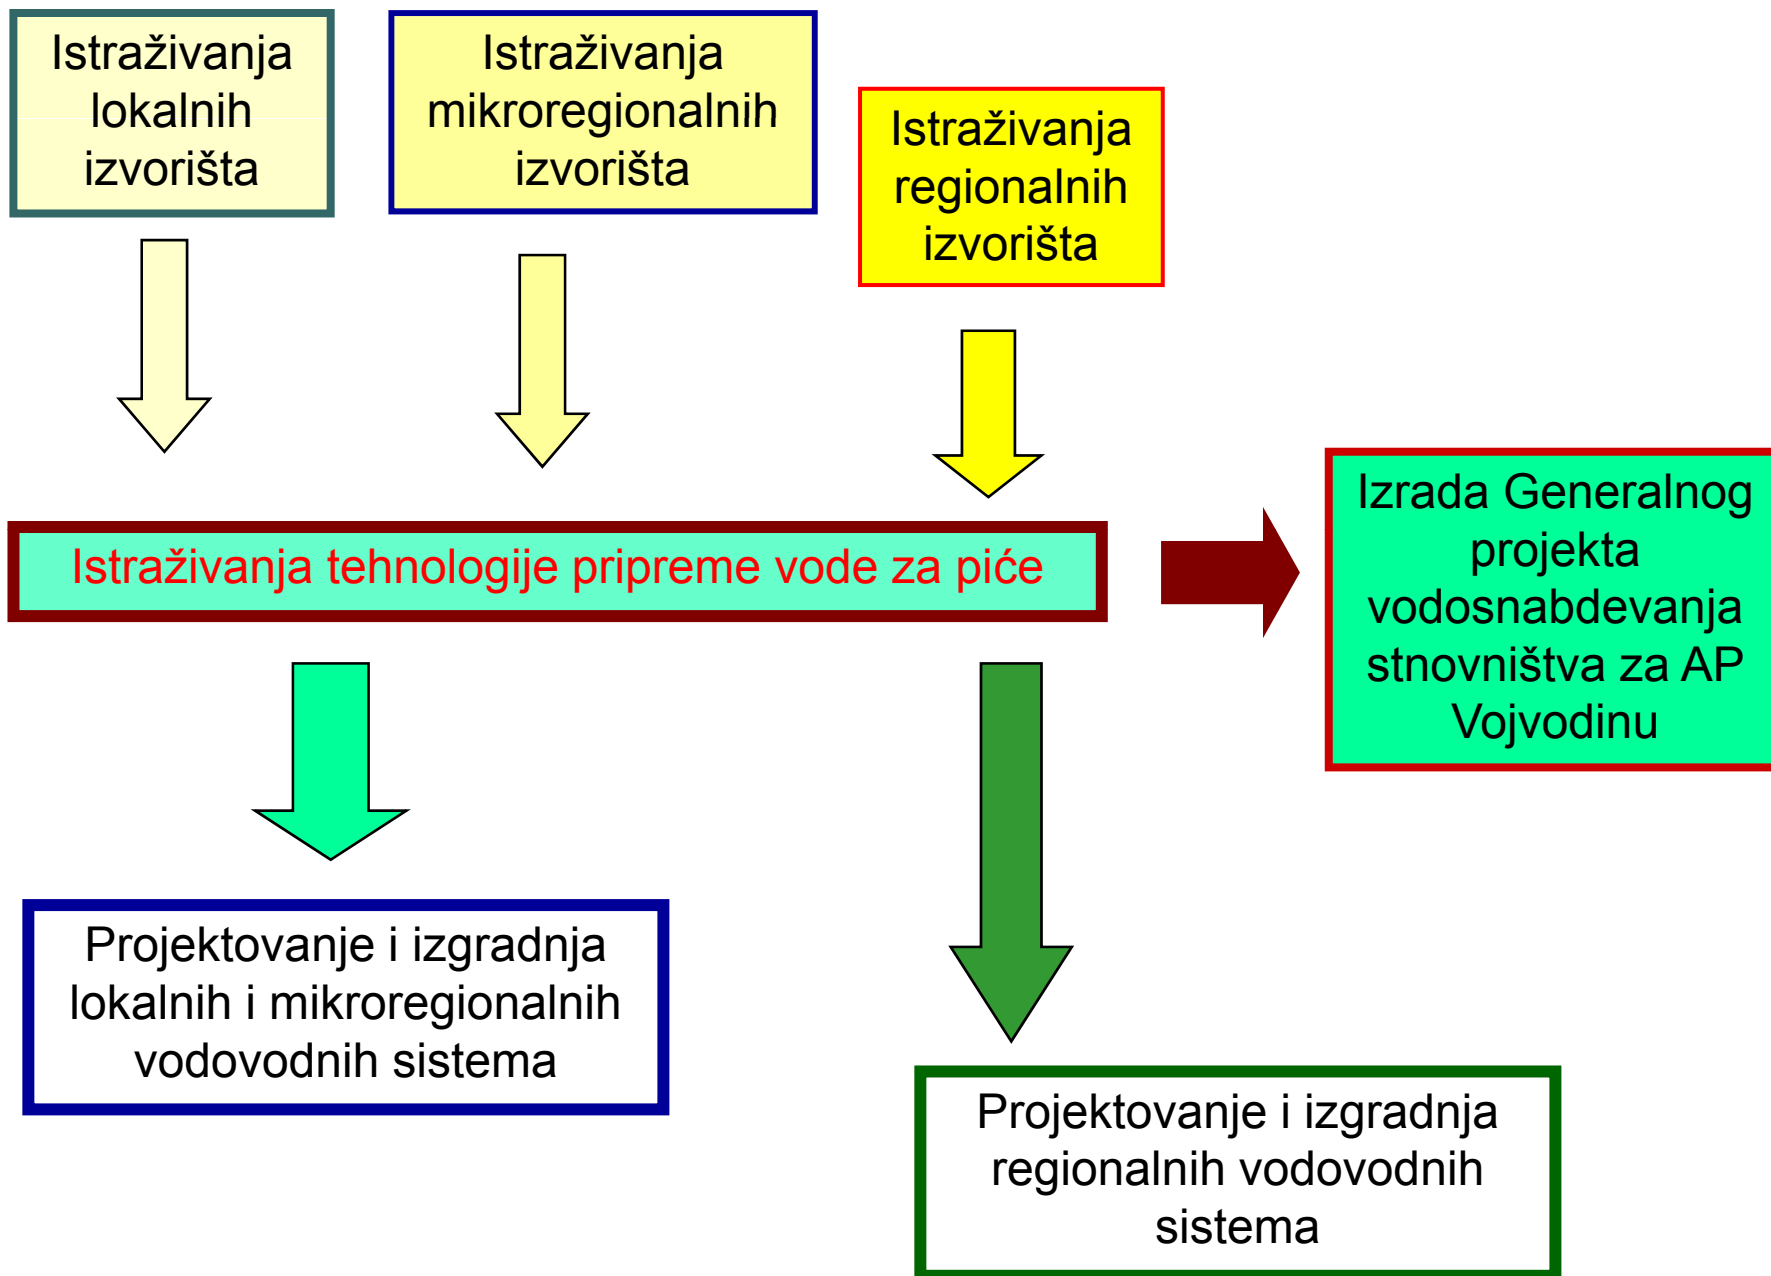 Istraživanja
lokalnih
izvorišta
Istraživanja
mikroregionalnih
izvorišta
Istraživanja
regionalnih
izvorišta
Istraživanja tehnologije pripreme vode za piće
Izrada Generalnog
projekta
vodosnabdevanja
stnovništva za AP
Vojvodinu
Projektovanje i izgradnja
lokalnih i mikroregionalnih
vodovodnih sistema
Projektovanje i izgradnja
regionalnih vodovodnih
sistema